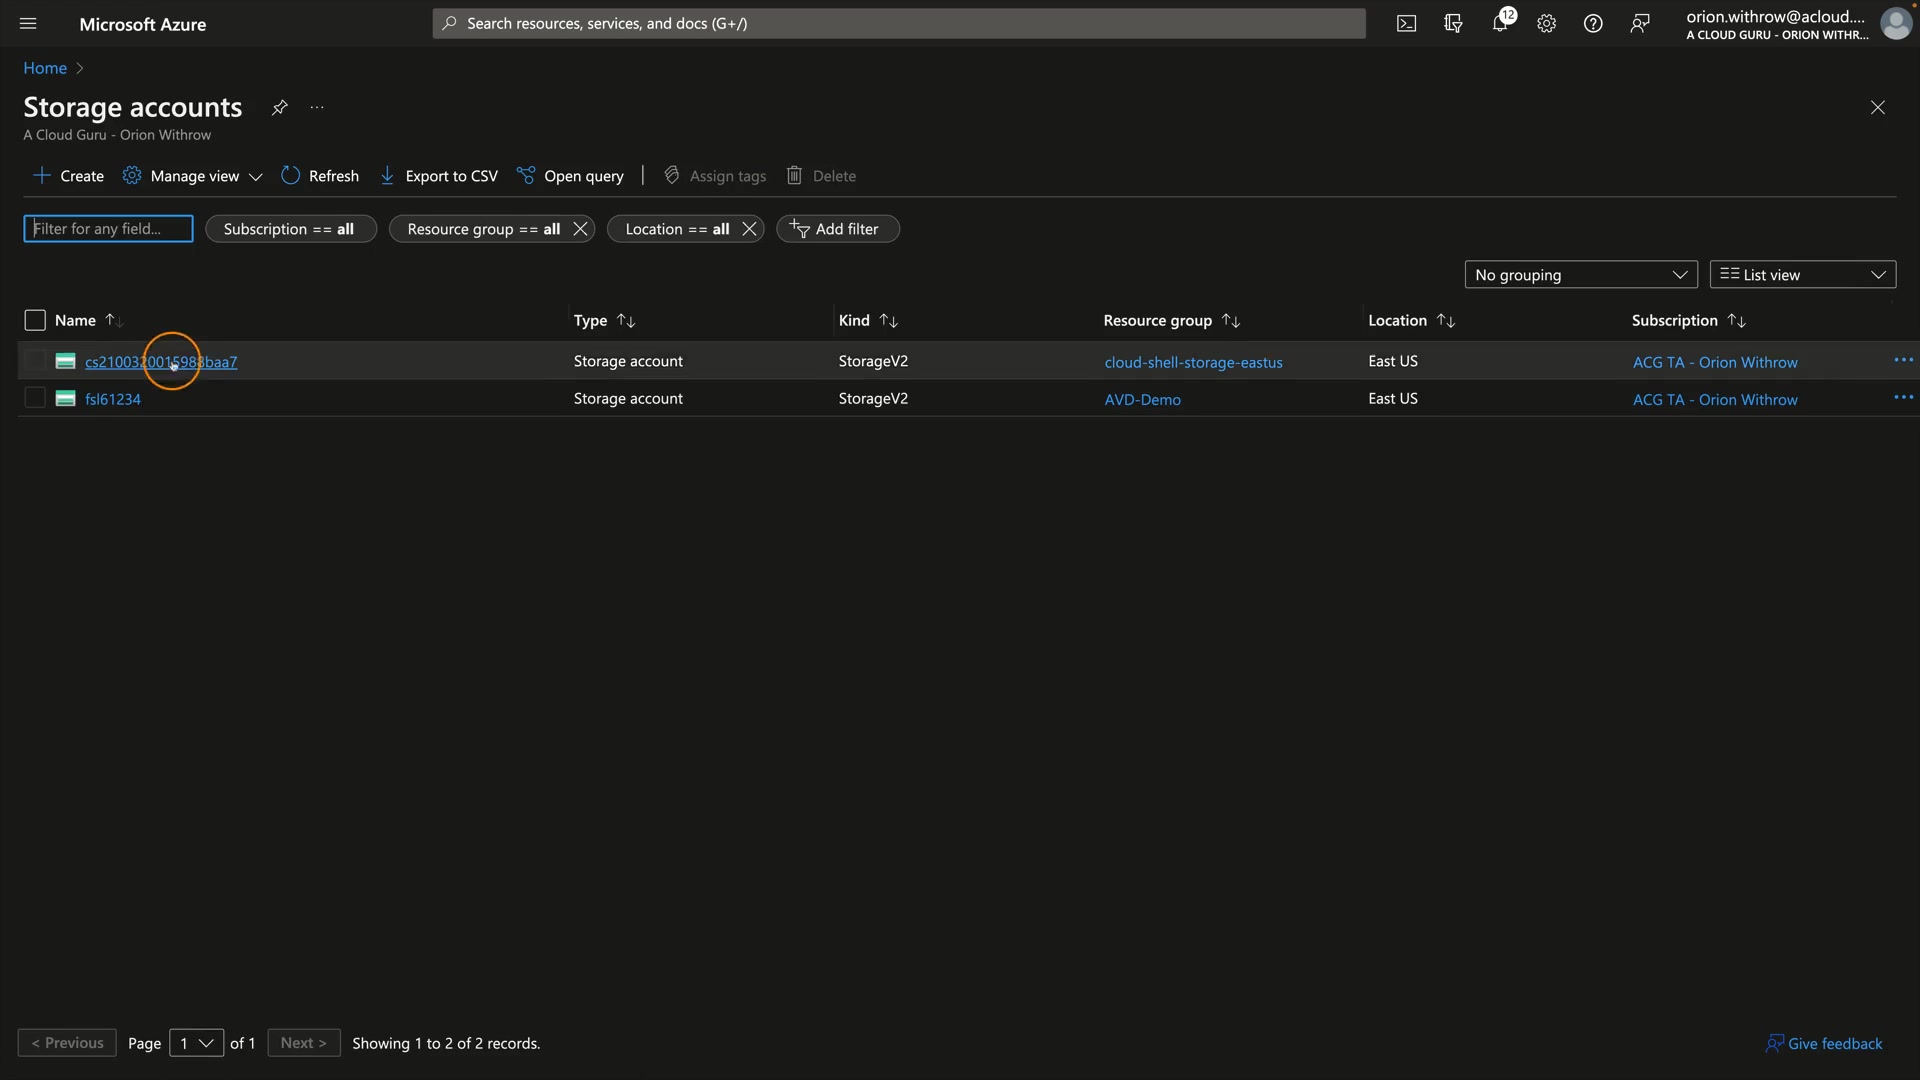 Microsoft Azure
Search resources, services, and docs (G+/)
12
orion.withrow@acloud....
A CLOUD GURU - ORION WITHR...
Home >
Storage accounts
...
A Cloud Guru - Orion Withrow
Create
Manage view
Refresh
Export to CSV
Open query
Assign tags
Delete
Filter for any field...
Subscription == all
Resource group == all
Location == all
Add filter
No grouping
List view
Name
Type
Kind
Resource group
Location
Subscription
cs2100320015988baa7
Storage account
StorageV2
cloud-shell-storage-eastus
East US
ACG TA - Orion Withrow
...
fsl61234
Storage account
StorageV2
AVD-Demo
East US
ACG TA - Orion Withrow
...
< Previous
Page
1
of 1
Next >
Showing 1 to 2 of 2 records.
Give feedback